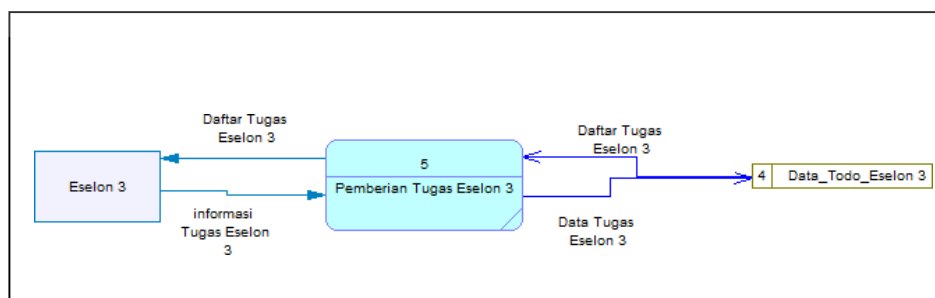 Daftar Tugas
Eselon 3
Eselon 3
informasi
Tugas Eselon
3
5
Pemberian Tugas Eselon 3
Daftar Tugas
Eselon 3
Data Tugas
Eselon 3
4 Data_Todo_Eselon 3